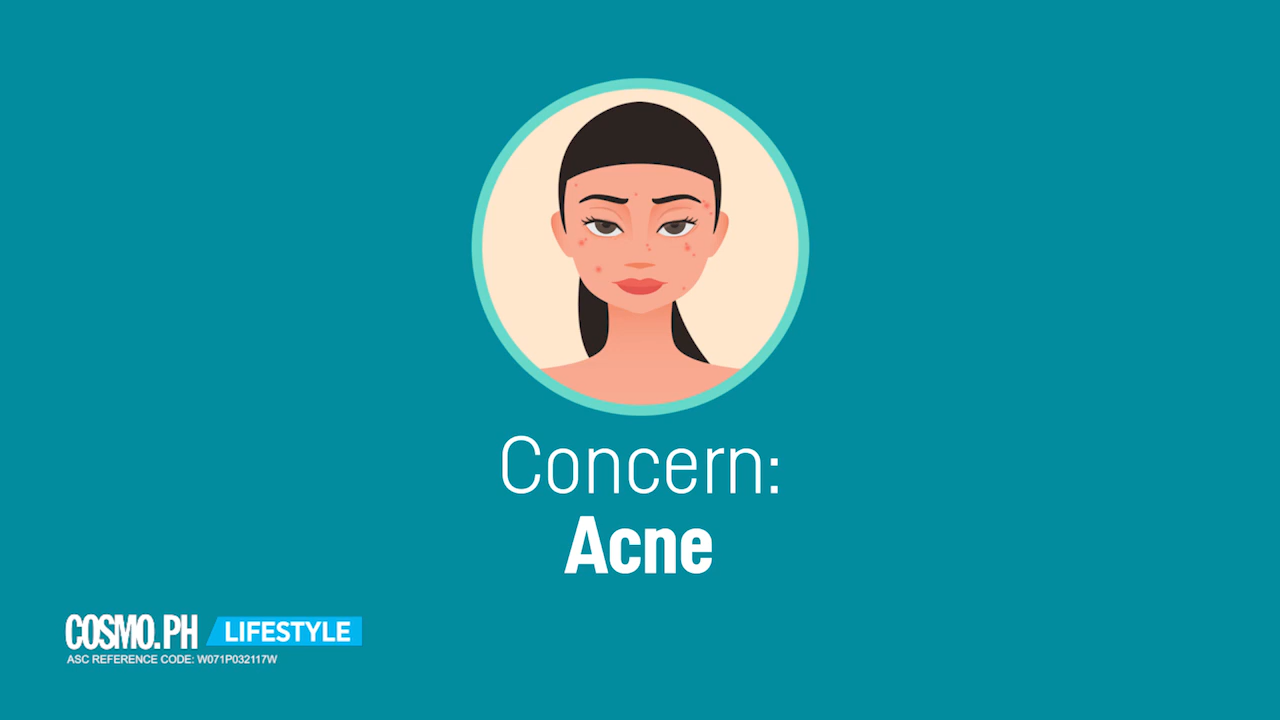 Concern:
Acne
COSMO.PH LIFESTYLE
ASC REFERENCE CODE: W071P032117W